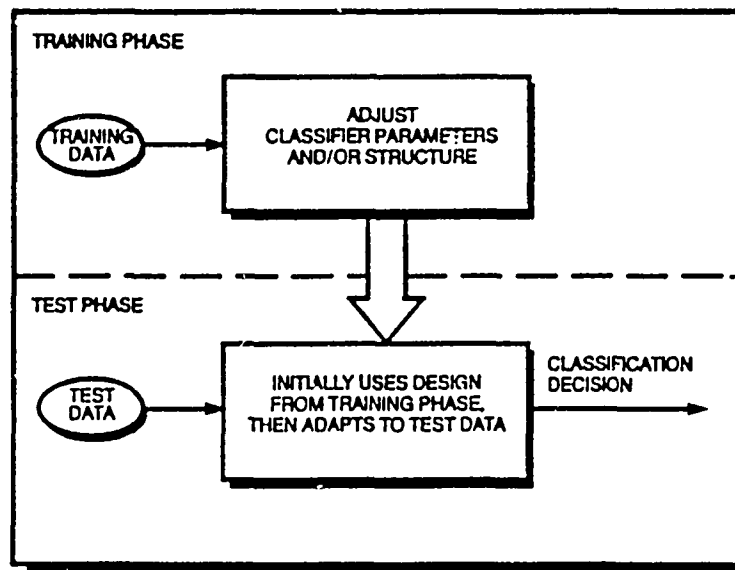 TRAINING PHASE
TRAINING
DATA
ADJUST
CLASSIFIER PARAMETERS
AND/OR STRUCTURE
TEST PHASE
TEST
DATA
INITIALLY USES DESIGN
FROM TRAINING PHASE,
THEN ADAPTS TO TEST DATA
CLASSIFICATION
DECISION